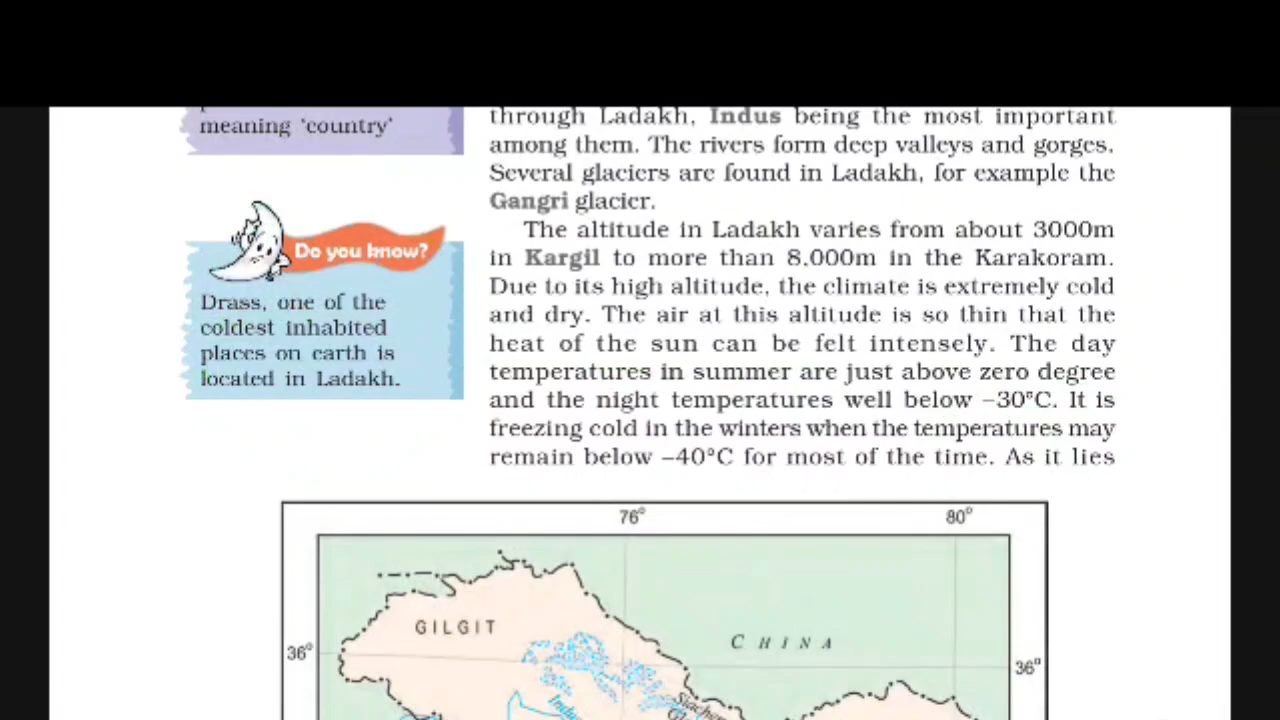 meaning ‘country’
Do you know?
Drass, one of the
coldest inhabited
places on earth is
located in Ladakh.
through Ladakh, Indus being the most important
among them. The rivers form deep valleys and gorges.
Several glaciers are found in Ladakh, for example the
Gangri glacier.
The altitude in Ladakh varies from about 3000m
in Kargil to more than 8,000m in the Karakoram.
Due to its high altitude, the climate is extremely cold
and dry. The air at this altitude is so thin that the
heat of the sun can be felt intensely. The day
temperatures in summer are just above zero degree
and the night temperatures well below –30°C. It is
freezing cold in the winters when the temperatures may
remain below –40°C for most of the time. As it lies
76° 80°
GILGIT
CHINA
36° 36°
Siachen
Indus